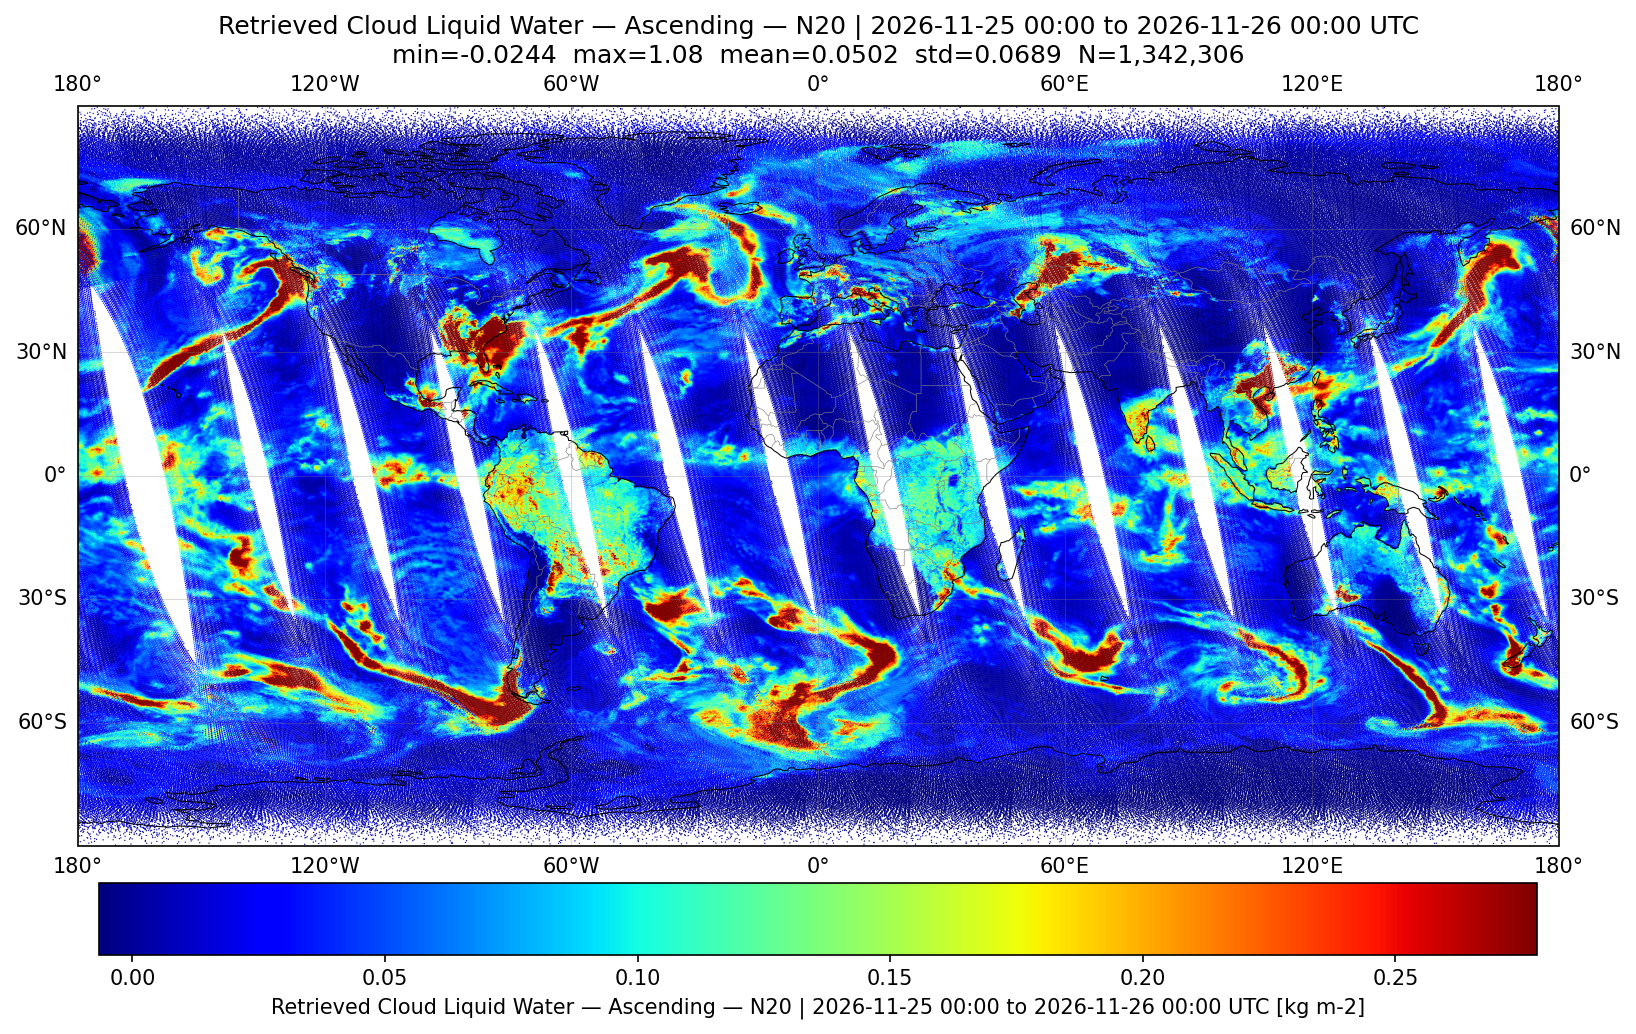 Retrieved Cloud Liquid Water — Ascending — N20 | 2026-11-25 00:00 to 2026-11-26 00:00 UTC
min=-0.0244 max=1.08 mean=0.0502 std=0.0689 N=1,342,306
180° 120°W 60°W 0° 60°E 120°E 180°
60°N 60°N
30°N 30°N
0° 0°
30°S 30°S
60°S 60°S
180° 120°W 60°W 0° 60°E 120°E 180°
0.00 0.05 0.10 0.15 0.20 0.25
Retrieved Cloud Liquid Water — Ascending — N20 | 2026-11-25 00:00 to 2026-11-26 00:00 UTC [kg m-2]